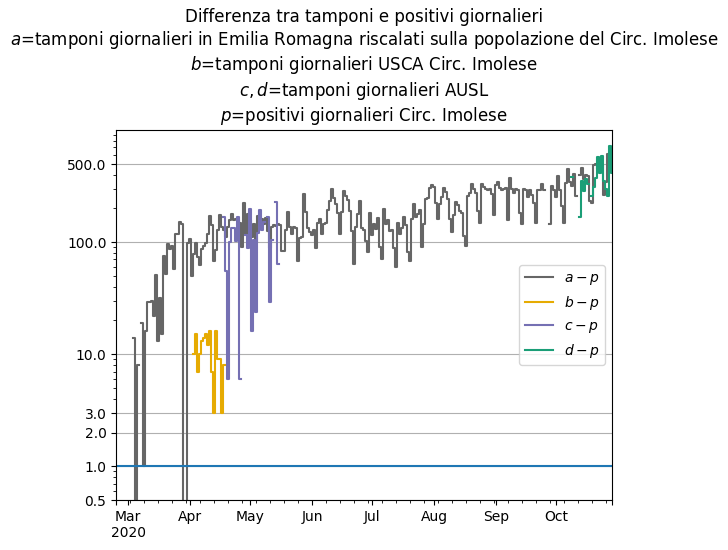 Differenza tra tamponi e positivi giornalieri
a=tamponi giornalieri in Emilia Romagna riscalati sulla popolazione del Circ. Imolese
b=tamponi giornalieri USCA Circ. Imolese
c, d=tamponi giornalieri AUSL
p=positivi giornalieri Circ. Imolese
500.0
100.0
10.0
3.0
2.0
1.0
0.5
a − p
b − p
c − p
d − p
Mar Apr May Jun Jul Aug Sep Oct
2020